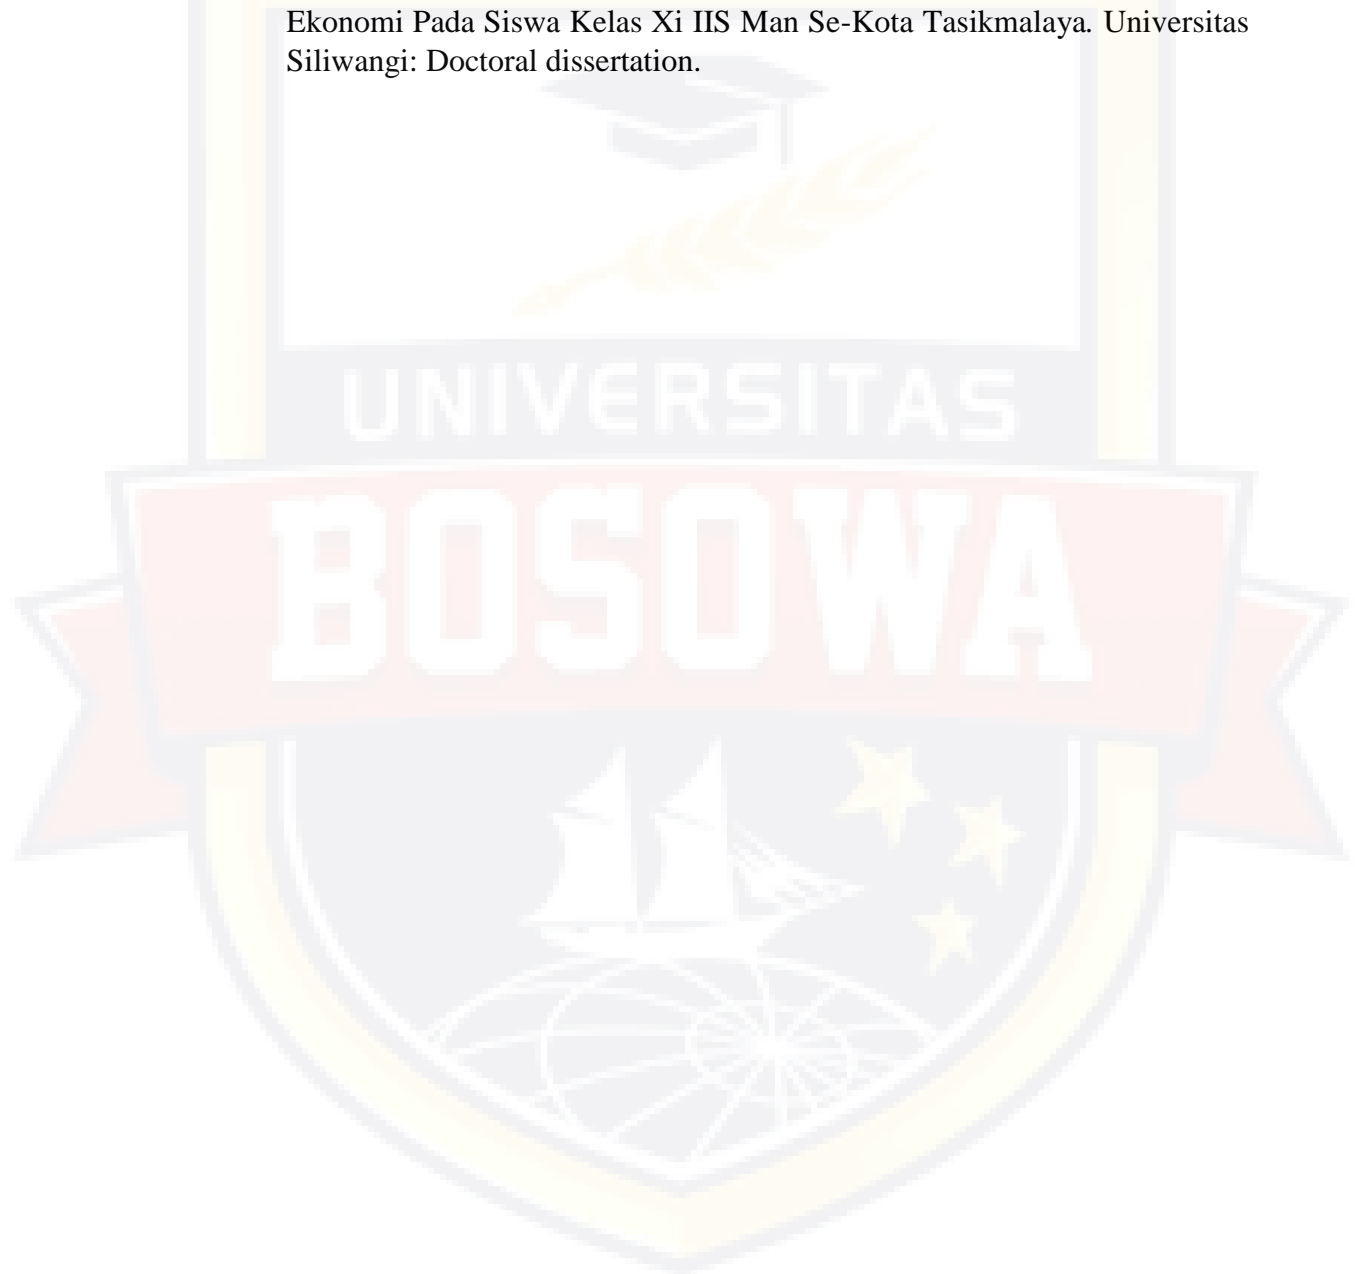 Ekonomi Pada Siswa Kelas Xi IIS Man Se-Kota Tasikmalaya. Universitas
Siliwangi: Doctoral dissertation.
UNIVERSITAS
BOSOWA